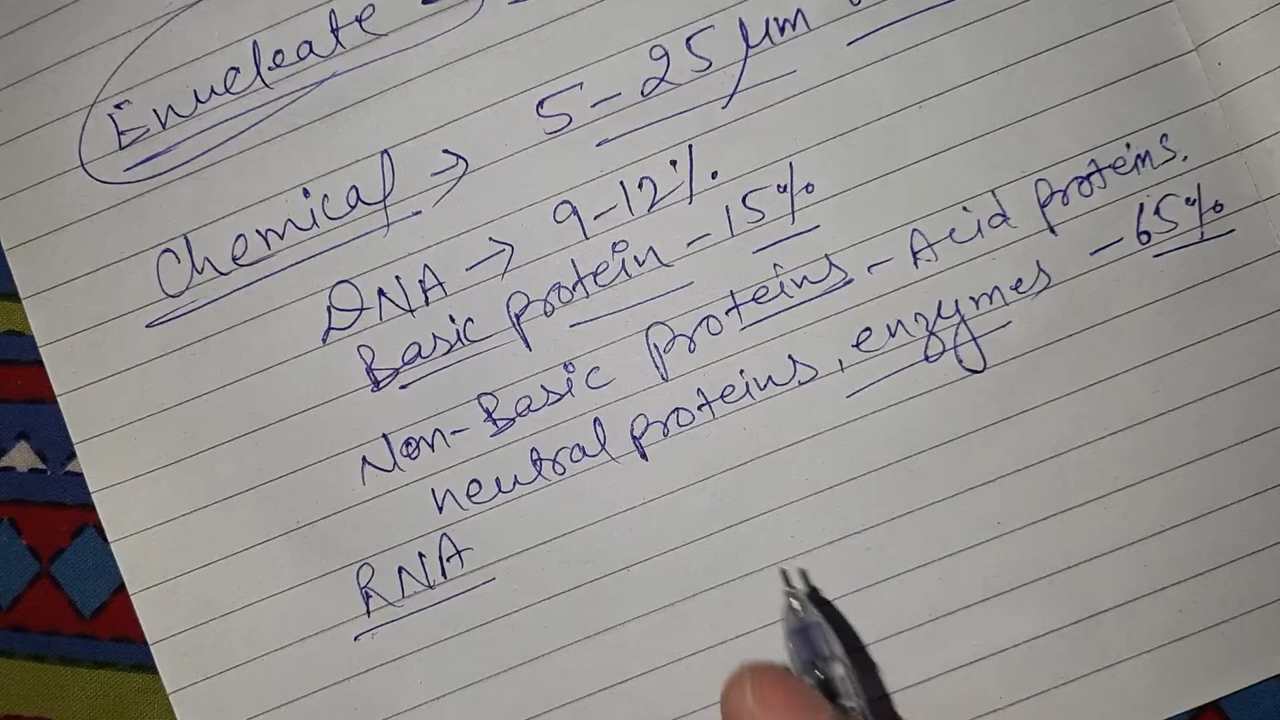 Enucleate
5-25 μm
Chemical →
DNA → 9-12%
Basic protein - 15%
Non-Basic Proteins - Acid proteins.
neutral proteins, enzymes - 65%
RNA